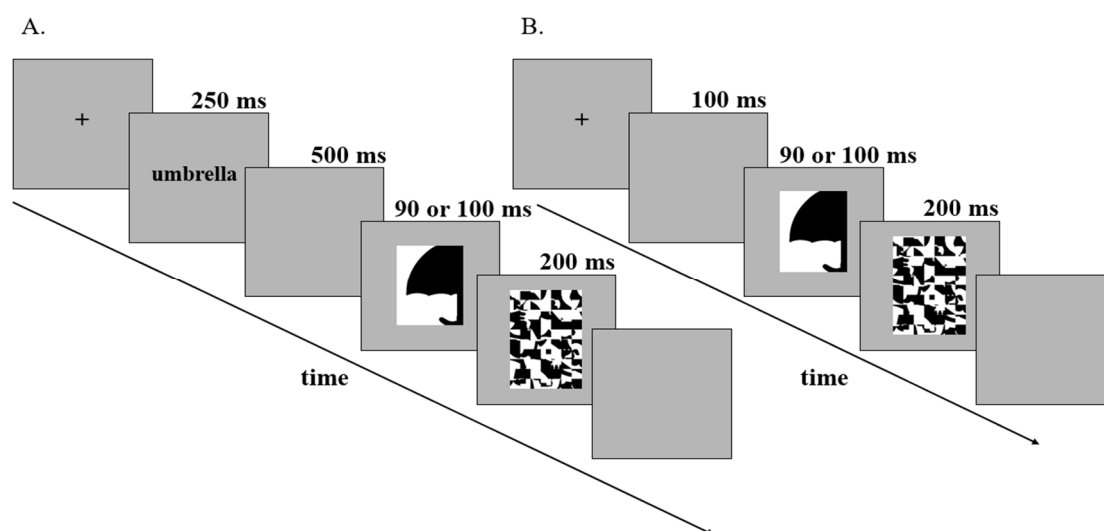 A.
+
250 ms
umbrella
500 ms
90 or 100 ms
200 ms
time
B.
+
100 ms
90 or 100 ms
200 ms
time